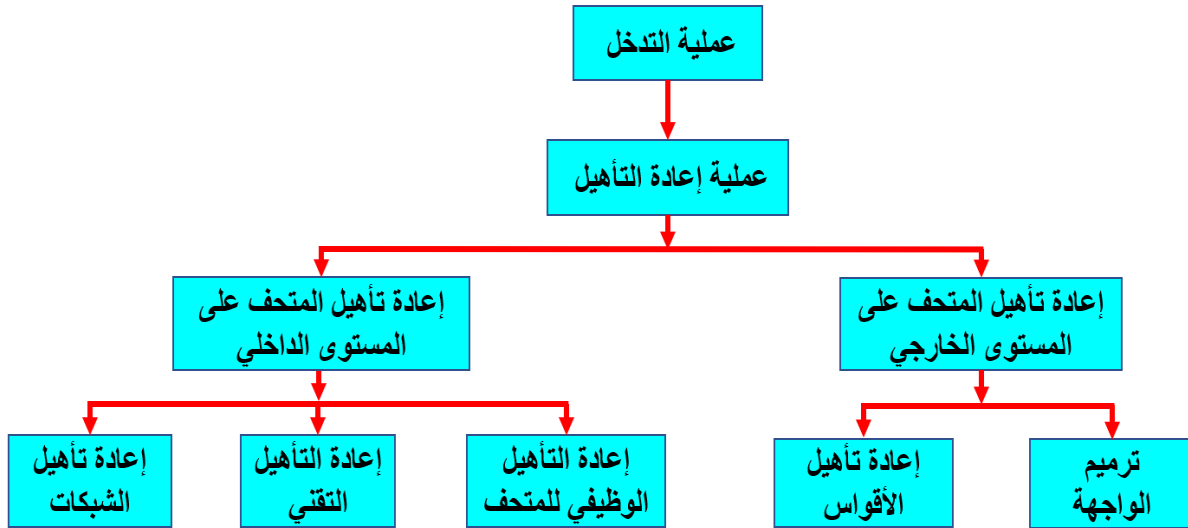 عملية التدخل
عملية إعادة التأهيل
إعادة تأهيل المتحف على
المستوى الخارجي
إعادة تأهيل المتحف على
المستوى الداخلي
ترميم
الواجهة
إعادة تأهيل
الأقواس
إعادة التأهيل
الوظيفي للمتحف
إعادة التأهيل
التقني
إعادة تأهيل
الشبكات